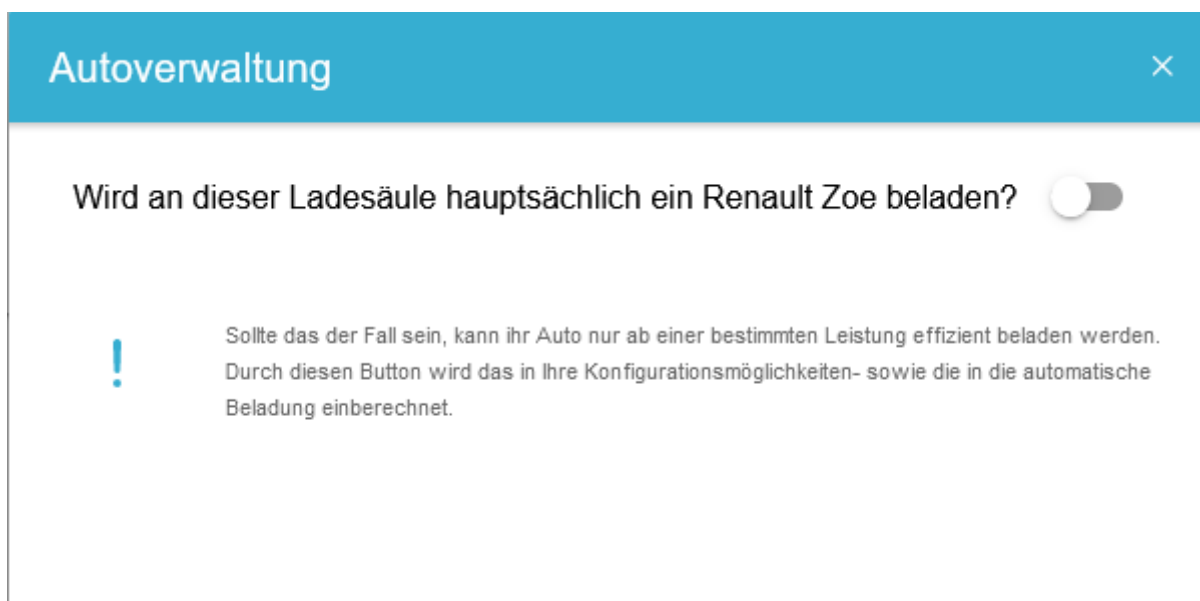 Autoverwaltung
Wird an dieser Ladesäule hauptsächlich ein Renault Zoe beladen?
Sollte das der Fall sein, kann ihr Auto nur ab einer bestimmten Leistung effizient beladen werden.
Durch diesen Button wird das in Ihre Konfigurationsmöglichkeiten- sowie die in die automatische
Beladung einberechnet.